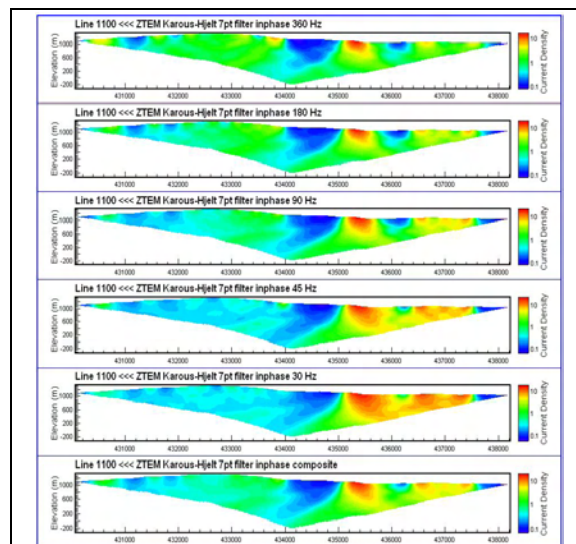 Line 1100 <<< ZTEM Karous-Hjelt 7pt filter inphase 360 Hz
Elevation (m)
1000
600
200
-200
431000 432000 433000 434000 435000 436000 437000 438000
10
1
0.1
Current Density
Line 1100 <<< ZTEM Karous-Hjelt 7pt filter inphase 180 Hz
Elevation (m)
1000
600
200
-200
431000 432000 433000 434000 435000 436000 437000 438000
10
1
0.1
Current Density
Line 1100 <<< ZTEM Karous-Hjelt 7pt filter inphase 90 Hz
Elevation (m)
1000
600
200
-200
431000 432000 433000 434000 435000 436000 437000 438000
10
1
0.1
Current Density
Line 1100 <<< ZTEM Karous-Hjelt 7pt filter inphase 45 Hz
Elevation (m)
1000
600
200
-200
431000 432000 433000 434000 435000 436000 437000 438000
10
1
0.1
Current Density
Line 1100 <<< ZTEM Karous-Hjelt 7pt filter inphase 30 Hz
Elevation (m)
1000
600
200
-200
431000 432000 433000 434000 435000 436000 437000 438000
10
1
0.1
Current Density
Line 1100 <<< ZTEM Karous-Hjelt 7pt filter inphase composite
Elevation (m)
1000
600
200
-200
431000 432000 433000 434000 435000 436000 437000 438000
10
1
0.1
Current Density